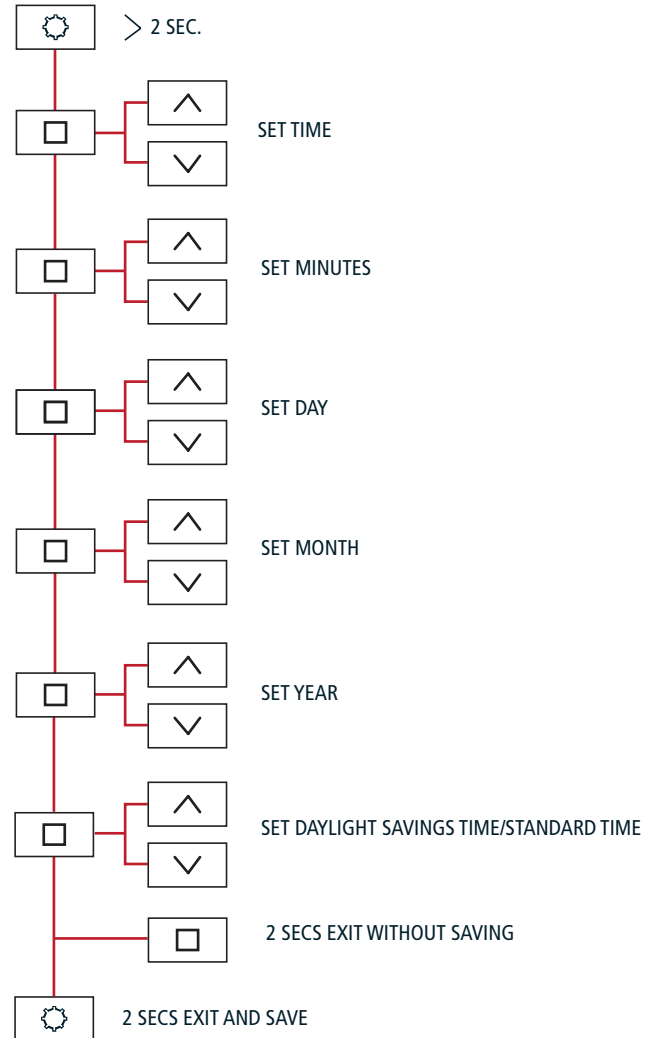 > 2 SEC.
SET TIME
SET MINUTES
SET DAY
SET MONTH
SET YEAR
SET DAYLIGHT SAVINGS TIME/STANDARD TIME
2 SECS EXIT WITHOUT SAVING
2 SECS EXIT AND SAVE